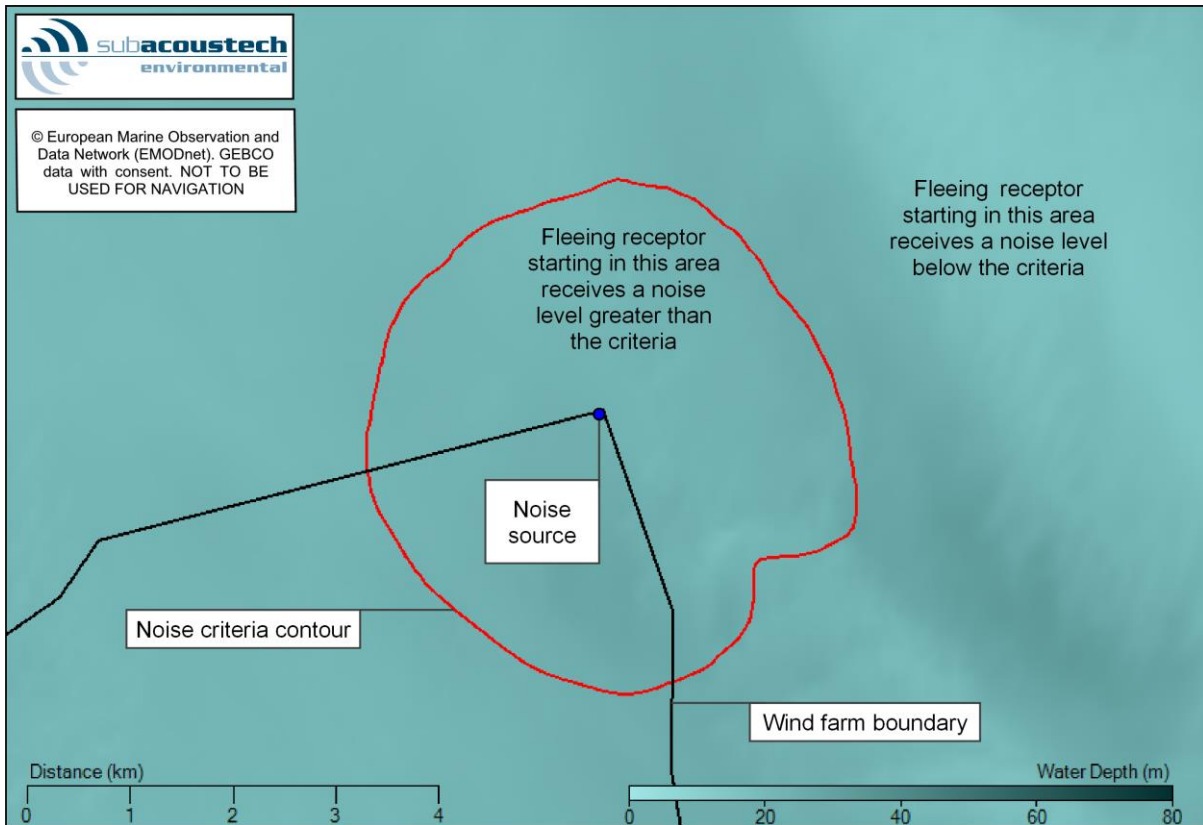 subacoustech
environmental
© European Marine Observation and
Data Network (EMODnet). GEBCO
data with consent. NOT TO BE
USED FOR NAVIGATION
Fleeing receptor
starting in this area
receives a noise
level greater than
the criteria
Fleeing receptor
starting in this area
receives a noise level
below the criteria
Noise
source
Noise criteria contour
Wind farm boundary
Distance (km)
0 1 2 3 4
Water Depth (m)
0 20 40 60 80